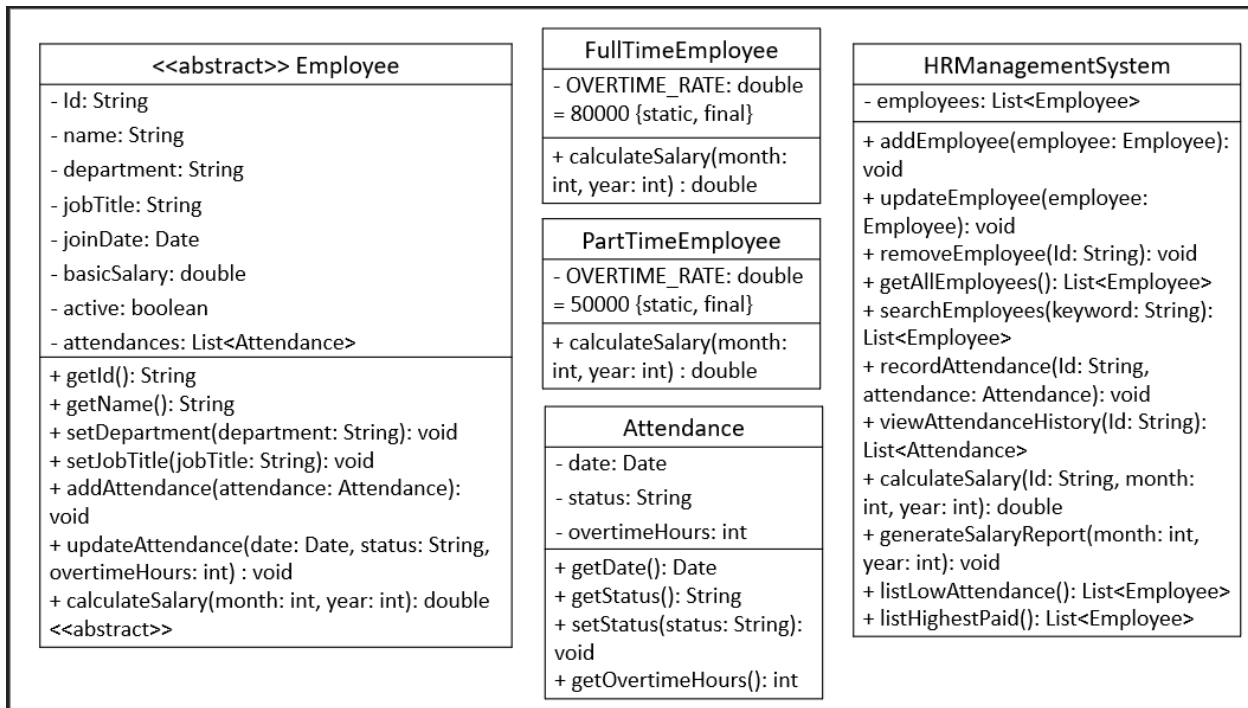 <<abstract>> Employee
- Id: String
- name: String
- department: String
- jobTitle: String
- joinDate: Date
- basicSalary: double
- active: boolean
- attendances: List<Attendance>
+ getId(): String
+ getName(): String
+ setDepartment(department: String): void
+ setJobTitle(jobTitle: String): void
+ addAttendance(attendance: Attendance):
void
+ updateAttendance(date: Date, status: String,
overtimeHours: int) : void
+ calculateSalary(month: int, year: int): double
<<abstract>>
FullTimeEmployee
- OVERTIME_RATE: double
= 80000 {static, final}
+ calculateSalary(month:
int, year: int) : double
PartTimeEmployee
- OVERTIME_RATE: double
= 50000 {static, final}
+ calculateSalary(month:
int, year: int) : double
Attendance
- date: Date
- status: String
- overtimeHours: int
+ getDate(): Date
+ getStatus(): String
+ setStatus(status: String):
void
+ getOvertimeHours(): int
HRManagementSystem
- employees: List<Employee>
+ addEmployee(employee: Employee):
void
+ updateEmployee(employee:
Employee): void
+ removeEmployee(Id: String): void
+ getAllEmployees(): List<Employee>
+ searchEmployees(keyword: String):
List<Employee>
+ recordAttendance(Id: String,
attendance: Attendance): void
+ viewAttendanceHistory(Id: String):
List<Attendance>
+ calculateSalary(Id: String, month:
int, year: int): double
+ generateSalaryReport(month: int,
year: int): void
+ listLowAttendance(): List<Employee>
+ listHighestPaid(): List<Employee>